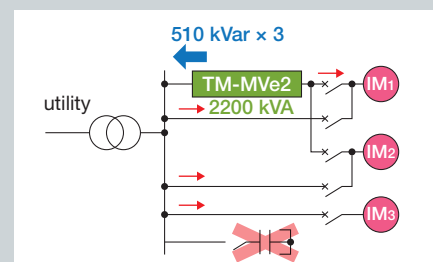 510 kVar × 3
TM-MVe2
2200 kVA
utility
IM1
IM2
IM3